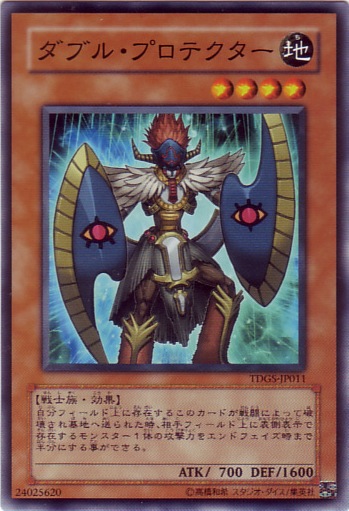 ダブル・プロテクター
地
TDGS-JP011
【戦士族・効果】
自分フィールド上に存在するこのカードが戦闘によって破
壊され墓地へ送られた時、相手フィールド上に表側表示で
存在するモンスター1体の攻撃力をエンドフェイズ時まで
半分にする事ができる。
ATK/ 700 DEF/1600
24025620
©高橋和希 スタジオ・ダイス/集英社